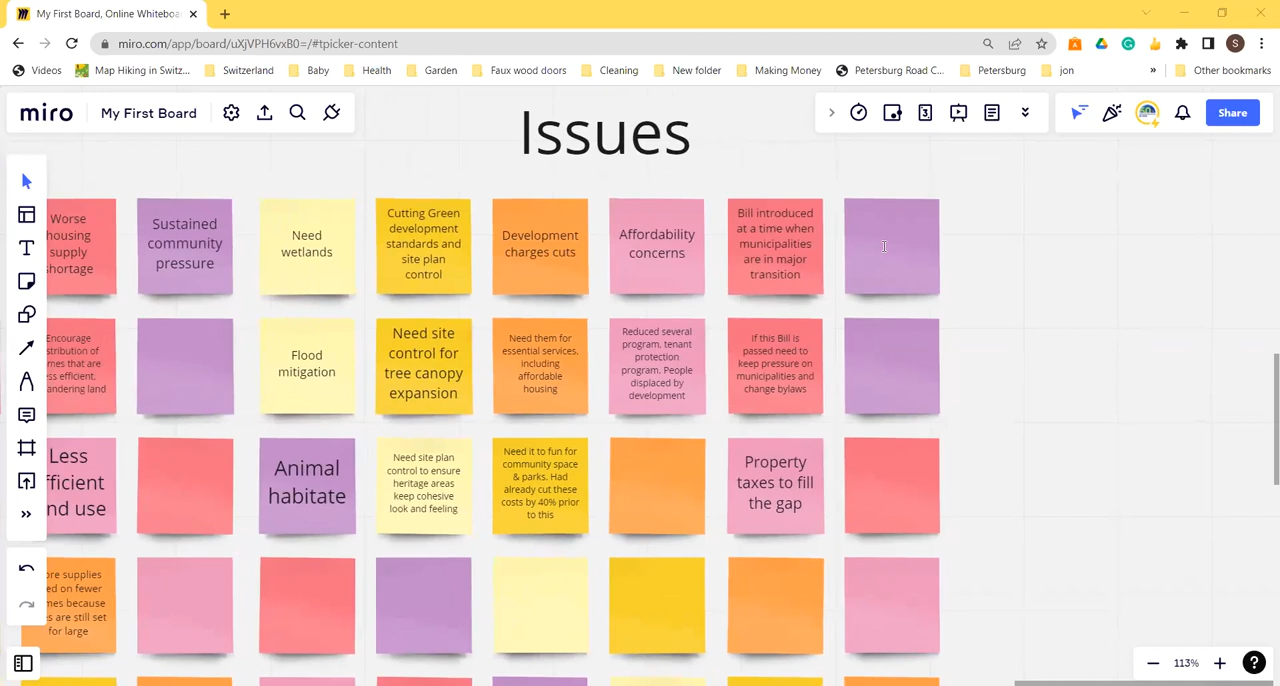 My First Board, Online Whiteboa
miro.com/app/board/uXjVPH6vxB0=/#tpicker-content
S
Videos
Map Hiking in Switz...
Switzerland
Baby
Health
Garden
Faux wood doors
Cleaning
New folder
Making Money
Petersburg Road C...
Petersburg
jon
»
Other bookmarks
miro
My First Board
3
Share
Issues
Worse
housing
supply
shortage
Sustained
community
pressure
Need
wetlands
Cutting Green
development
standards and
site plan
control
Development
charges cuts
Affordability
concerns
Bill introduced
at a time when
municipalities
are in major
transition
Encourage
stribution of
mes that are
ss efficient,
andering land
Flood
mitigation
Need site
control for
tree canopy
expansion
Need them for
essential services.
including
affordable
housing
Reduced several
program, tenant
protection
program. People
displaced by
development
If this Bill is
passed need to
keep pressure on
municipalities and
change bylaws
Less
fficient
nd use
Animal
habitate
Need site plan
control to ensure
heritage areas
keep cohesive
look and feeling
Need it to fun for
community space
& parks. Had
already cut these
costs by 40% prior
to this
Property
taxes to fill
the gap
ore supplies
ed on fewer
mes because
es are still set
for large
113%